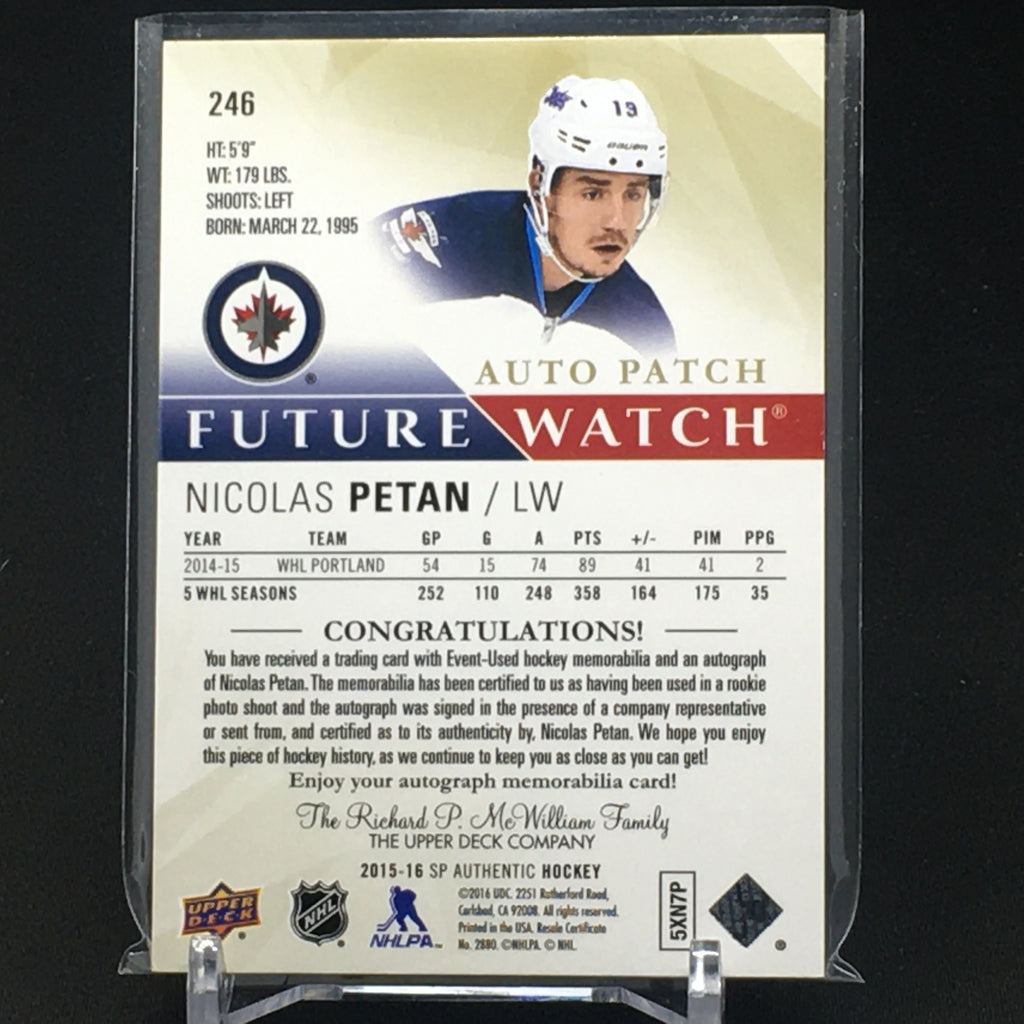 246
19
BAUER
HT: 5'9"
WT: 179 LBS.
SHOOTS: LEFT
BORN: MARCH 22, 1995
®
AUTO PATCH
FUTURE WATCH®
NICOLAS PETAN / LW
YEAR TEAM GP G A PTS +/- PIM PPG
2014-15 WHL PORTLAND 54 15 74 89 41 41 2
5 WHL SEASONS 252 110 248 358 164 175 35
CONGRATULATIONS!
You have received a trading card with Event-Used hockey memorabilia and an autograph
of Nicolas Petan. The memorabilia has been certified to us as having been used in a rookie
photo shoot and the autograph was signed in the presence of a company representative
or sent from, and certified as to its authenticity by, Nicolas Petan. We hope you enjoy
this piece of hockey history, as we continue to keep you as close as you can get!
Enjoy your autograph memorabilia card!
The Richard P. McWilliam Family
THE UPPER DECK COMPANY
2015-16 SP AUTHENTIC HOCKEY
UPPER DECK
NHL
NHLPA
©2016 UDC. 2251 Rutherford Road,
Carlsbad, CA 92008. All rights reserved.
Printed in the USA. Resale Certificate
No. 2880. ©NHLPA. © NHL.
5XN7P
®